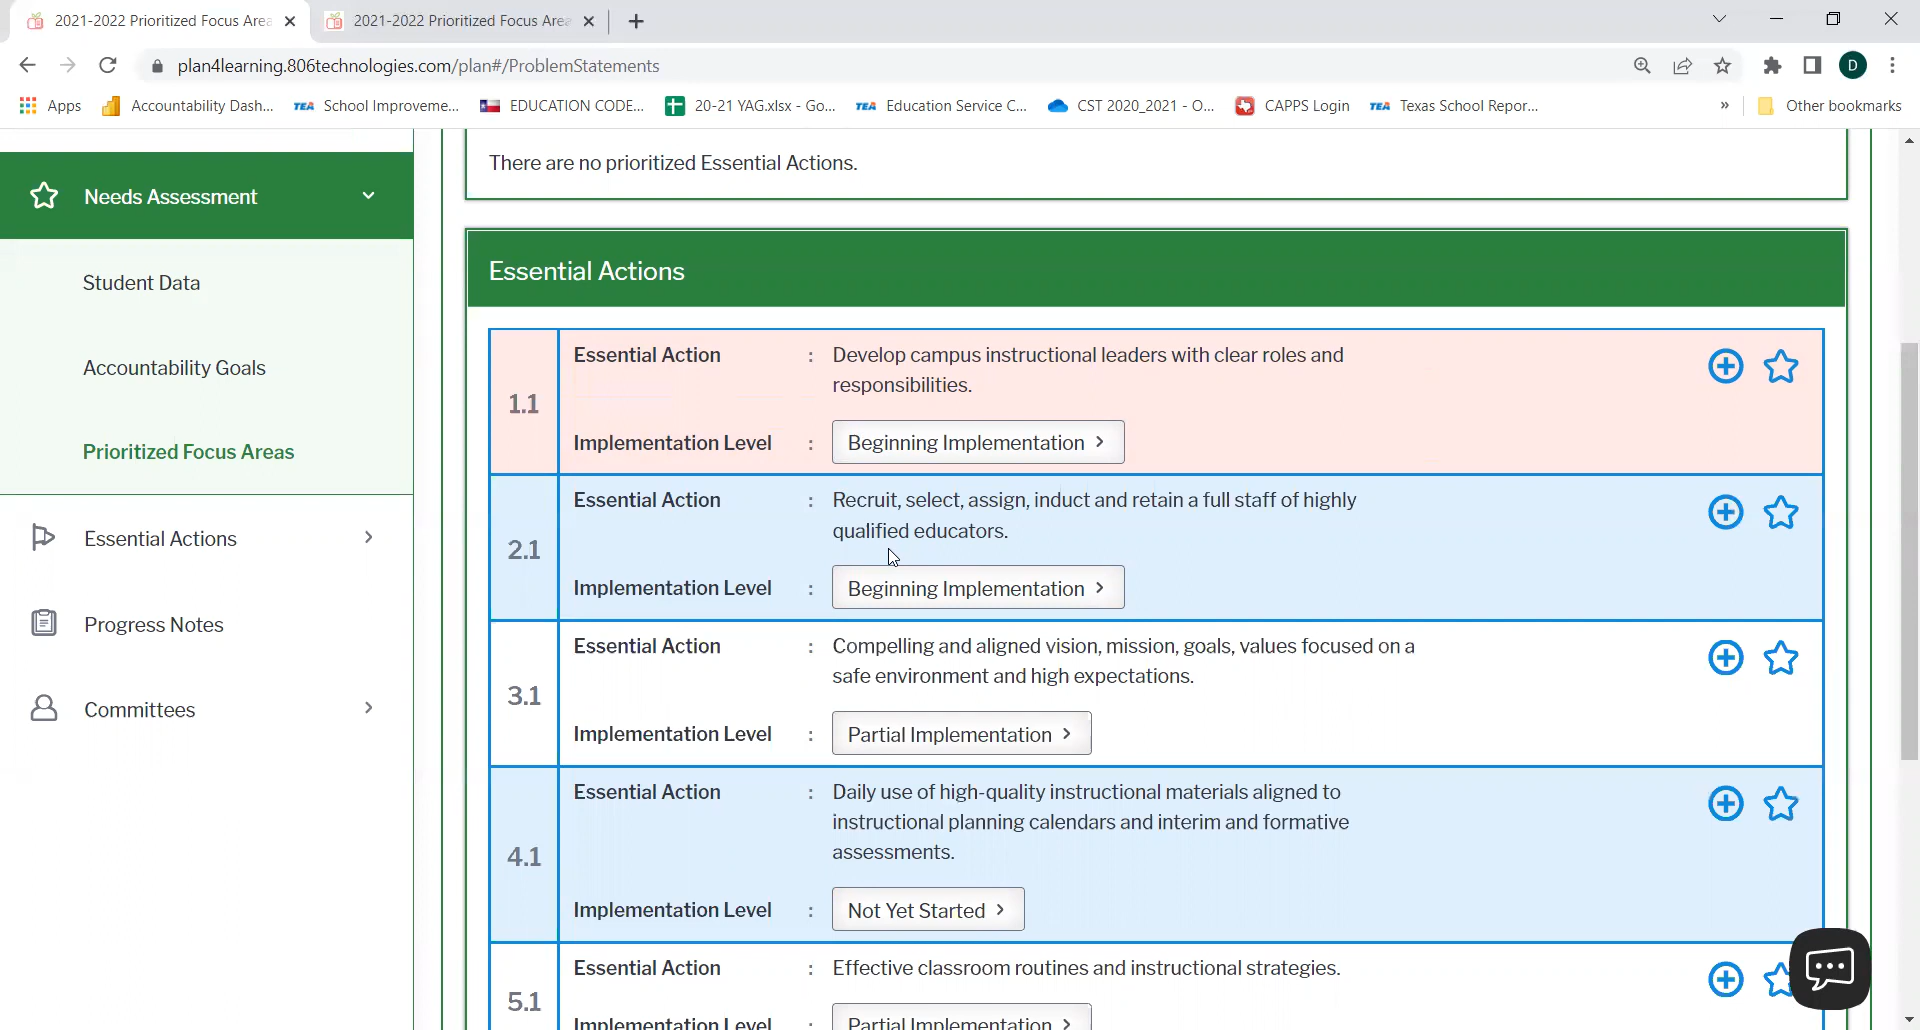 2021-2022 Prioritized Focus Area
2021-2022 Prioritized Focus Area
plan4learning.806technologies.com/plan#/ProblemStatements
D
Apps
Accountability Dash...
TEA School Improveme...
EDUCATION CODE...
20-21 YAG.xlsx - Go...
TEA Education Service C...
CST 2020_2021 - O...
CAPPS Login
TEA Texas School Repor...
»
Other bookmarks
Needs Assessment
Student Data
Accountability Goals
Prioritized Focus Areas
Essential Actions
Progress Notes
Committees
There are no prioritized Essential Actions.
Essential Actions
1.1
Essential Action : Develop campus instructional leaders with clear roles and
responsibilities.
Implementation Level : Beginning Implementation >
2.1
Essential Action : Recruit, select, assign, induct and retain a full staff of highly
qualified educators.
Implementation Level : Beginning Implementation >
3.1
Essential Action : Compelling and aligned vision, mission, goals, values focused on a
safe environment and high expectations.
Implementation Level : Partial Implementation >
4.1
Essential Action : Daily use of high-quality instructional materials aligned to
instructional planning calendars and interim and formative
assessments.
Implementation Level : Not Yet Started >
5.1
Essential Action : Effective classroom routines and instructional strategies.
Implementation Level : Partial Implementation >